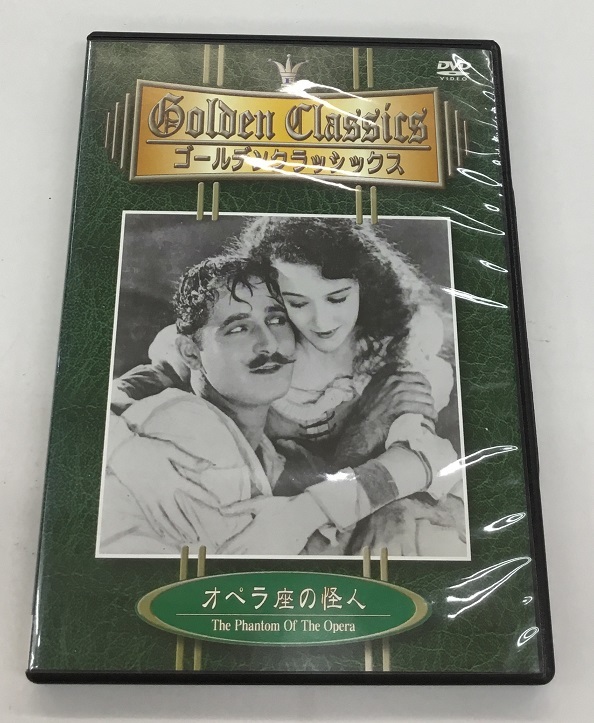 DVD
VIDEO
Golden Classics
ゴールデンクラッシックス
オペラ座の怪人
The Phantom Of The Opera